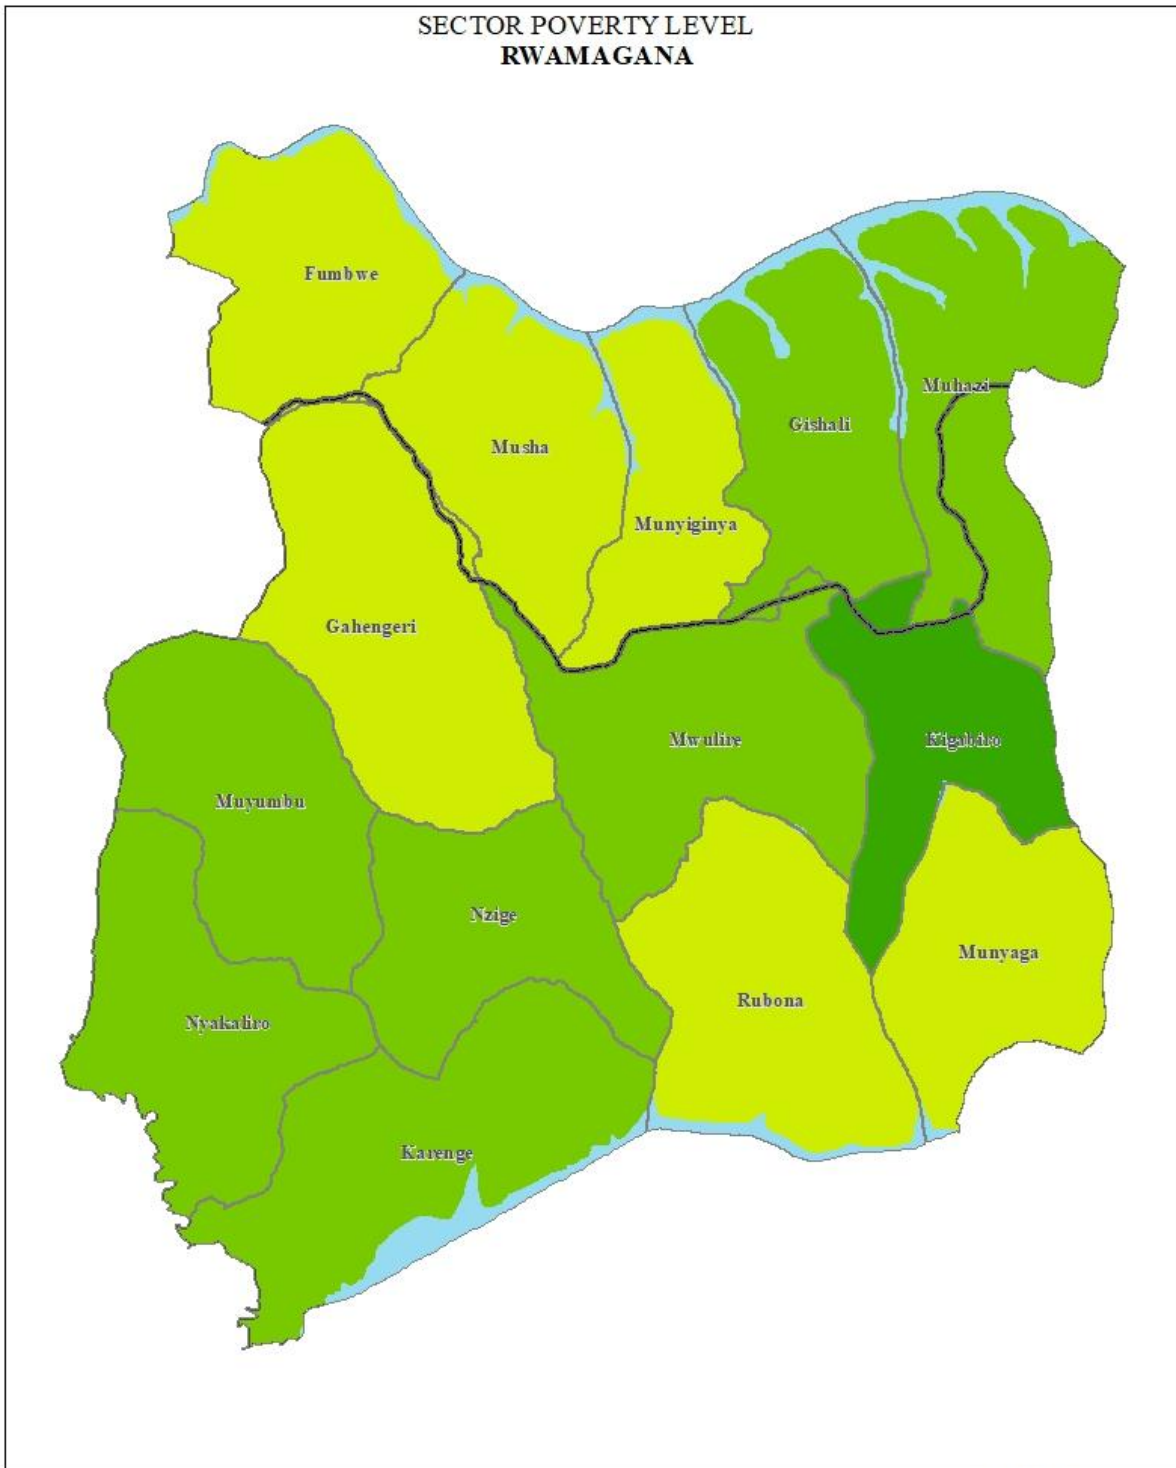 SECTOR POVERTY LEVEL
RWAMAGANA
Fumbwe
Muhazi
Gishali
Musha
Munyiginya
Gahengeri
Mwulire
Kigabiro
Muyumbu
Nzige
Munyaga
Rubona
Nyakaliro
Karenge